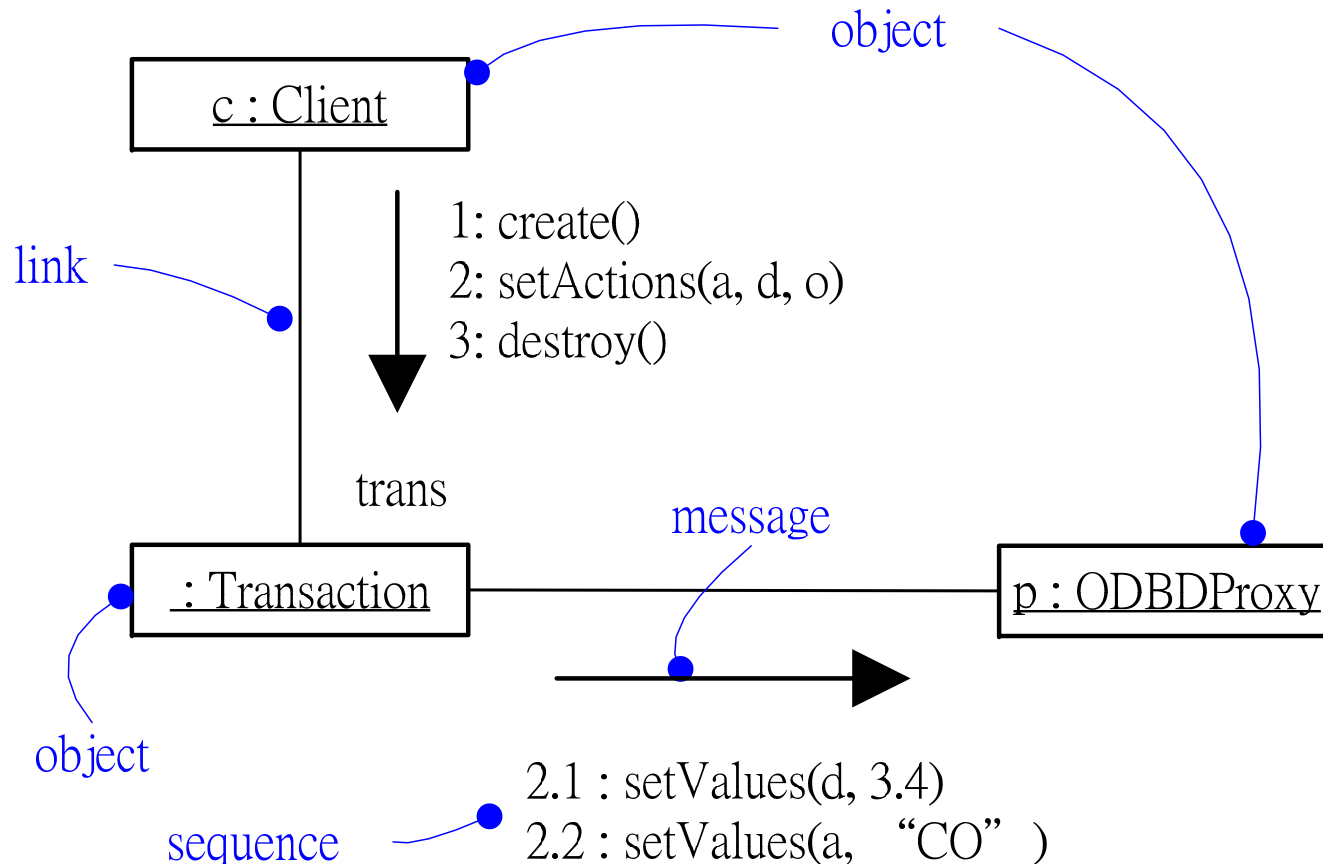 object
c : Client
1: create()
2: setActions(a, d, o)
3: destroy()
link
trans
message
: Transaction
p : ODBDProxy
object
2.1 : setValues(d, 3.4)
2.2 : setValues(a, “CO” )
sequence